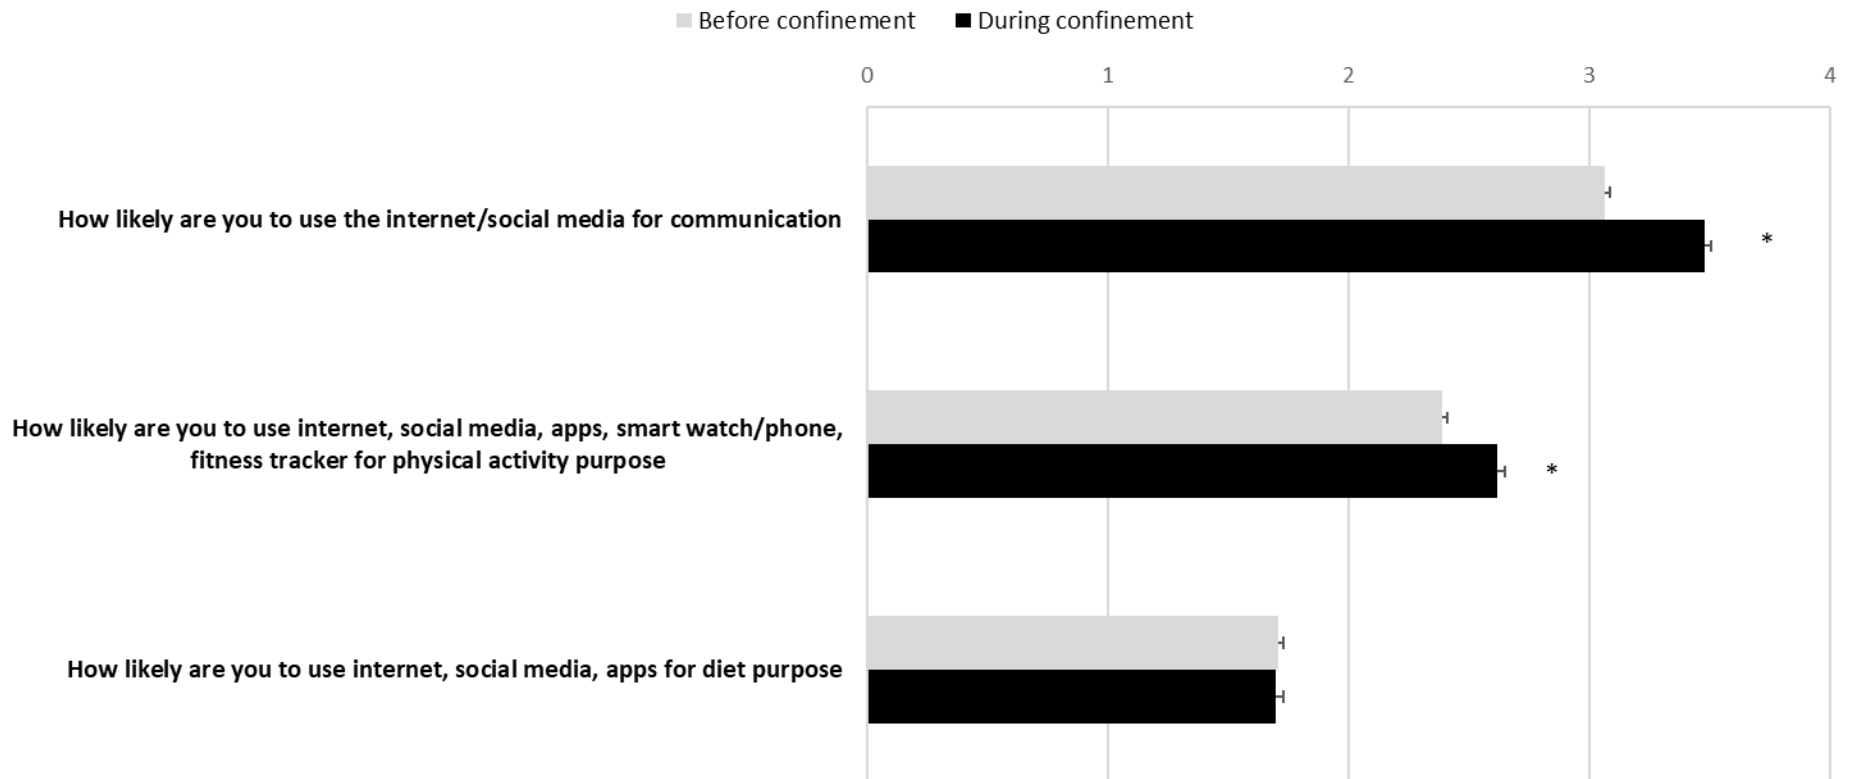 Before confinement During confinement
0 1 2 3 4
How likely are you to use the internet/social media for communication
*
How likely are you to use internet, social media, apps, smart watch/phone,
fitness tracker for physical activity purpose
*
How likely are you to use internet, social media, apps for diet purpose